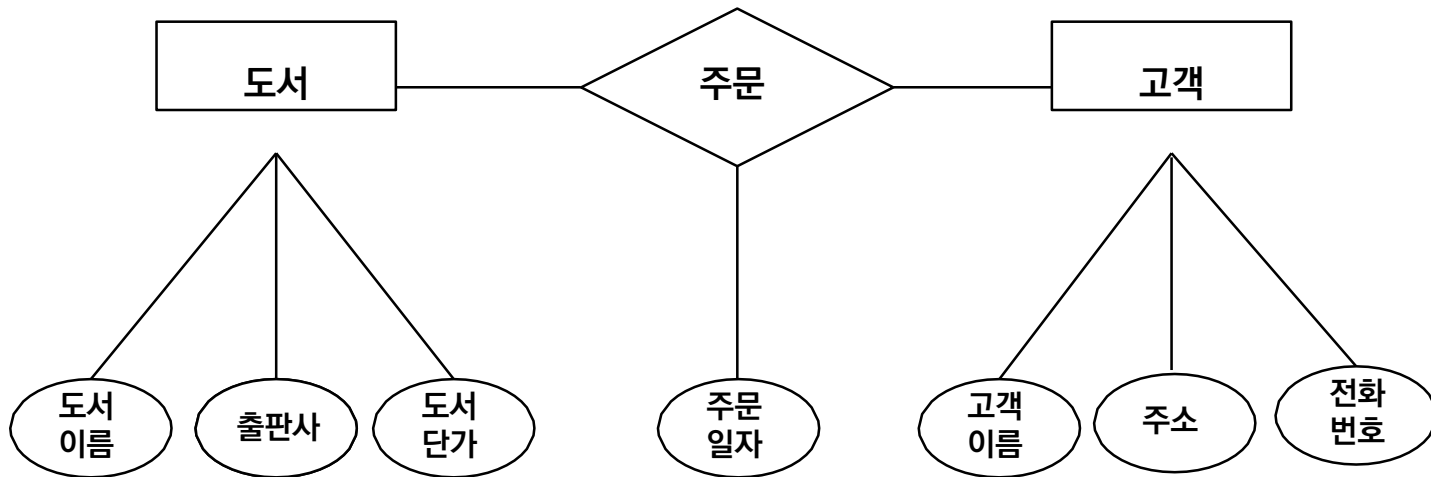 도서
주문
고객
도서
이름
출판사
도서
단가
주문
일자
고객
이름
주소
전화
번호